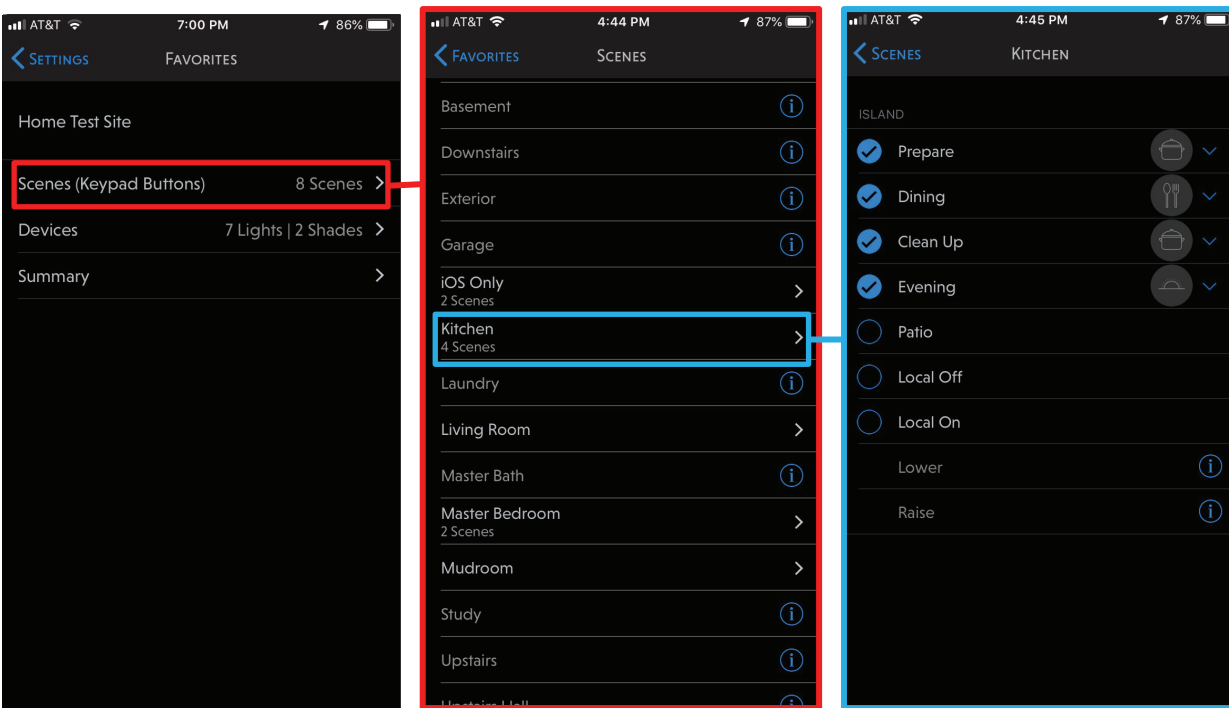 AT&T 7:00 PM 86%
SETTINGS FAVORITES
Home Test Site
Scenes (Keypad Buttons) 8 Scenes
Devices 7 Lights | 2 Shades
Summary
AT&T 4:44 PM 87%
FAVORITES SCENES
Basement
Downstairs
Exterior
Garage
iOS Only
2 Scenes
Kitchen
4 Scenes
Laundry
Living Room
Master Bath
Master Bedroom
2 Scenes
Mudroom
Study
Upstairs
Upstairs Hall
AT&T 4:45 PM 87%
SCENES KITCHEN
ISLAND
Prepare
Dining
Clean Up
Evening
Patio
Local Off
Local On
Lower
Raise